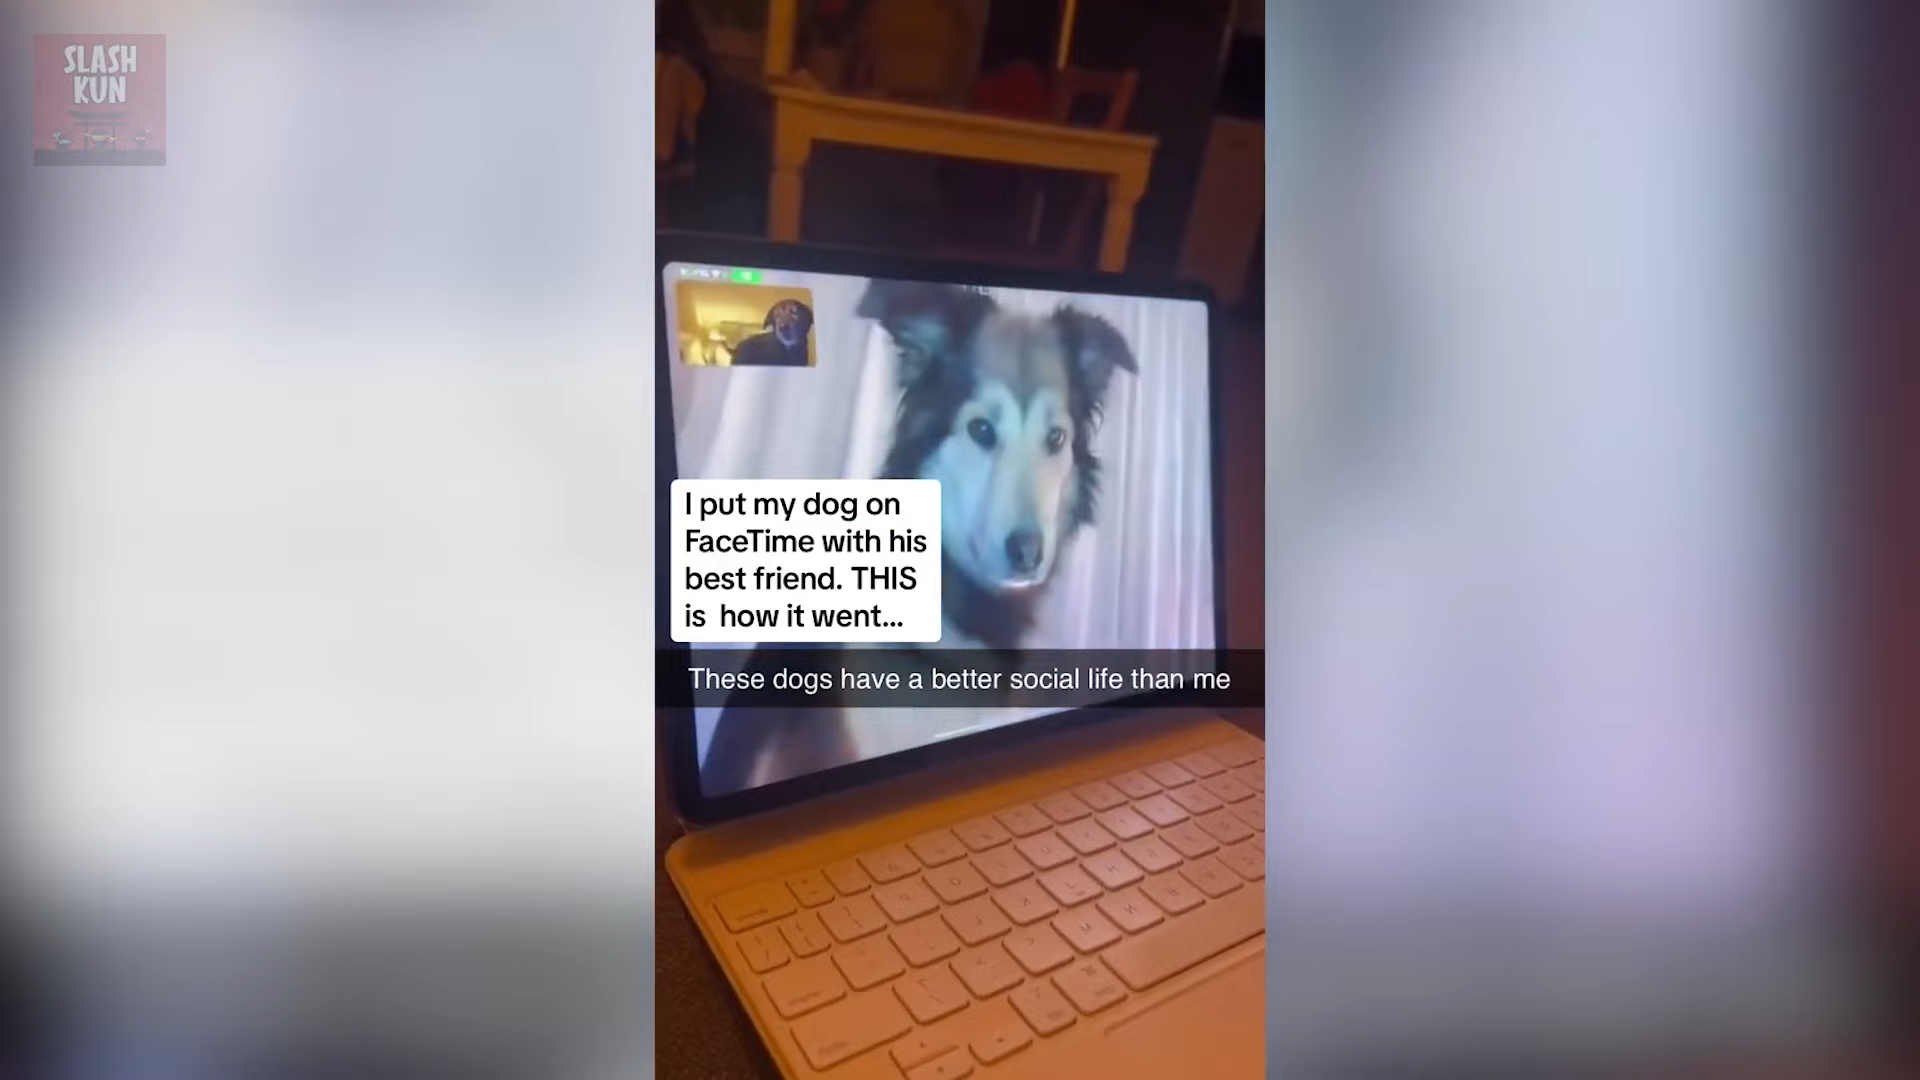 SLASH
KUN
I put my dog on
FaceTime with his
best friend. THIS
is how it went...
These dogs have a better social life than me